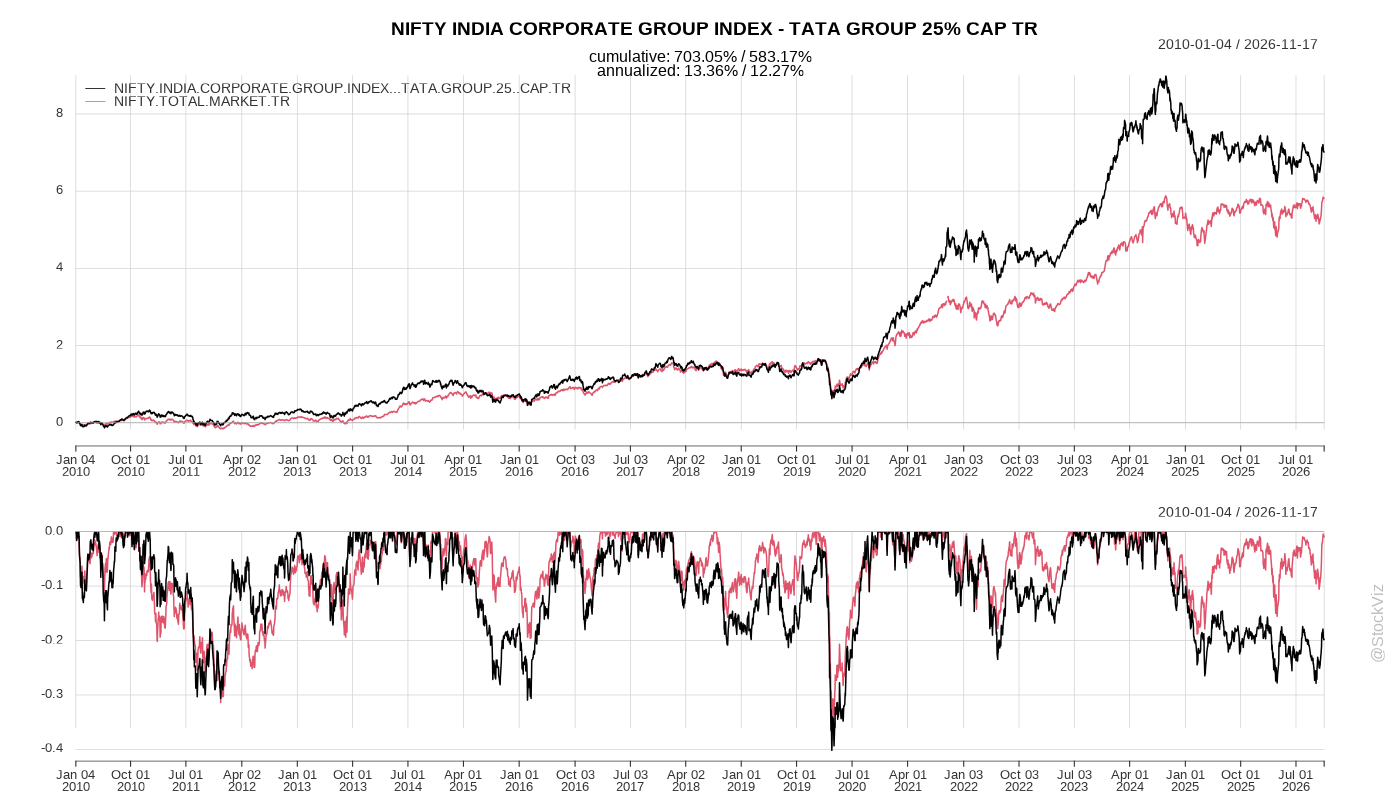 NIFTY INDIA CORPORATE GROUP INDEX - TATA GROUP 25% CAP TR
2010-01-04 / 2026-11-17
cumulative: 703.05% / 583.17%
annualized: 13.36% / 12.27%
NIFTY.INDIA.CORPORATE.GROUP.INDEX...TATA.GROUP.25..CAP.TR
NIFTY.TOTAL.MARKET.TR
8
6
4
2
0
Jan 04 Oct 01 Jul 01 Apr 02 Jan 01 Oct 01 Jul 01 Apr 01 Jan 01 Oct 03 Jul 03 Apr 02 Jan 01 Oct 01 Jul 01 Apr 01 Jan 03 Oct 03 Jul 03 Apr 01 Jan 01 Oct 01 Jul 01
2010 2010 2011 2012 2013 2013 2014 2015 2016 2016 2017 2018 2019 2019 2020 2021 2022 2022 2023 2024 2025 2025 2026
2010-01-04 / 2026-11-17
0.0
-0.1
-0.2
-0.3
-0.4
Jan 04 Oct 01 Jul 01 Apr 02 Jan 01 Oct 01 Jul 01 Apr 01 Jan 01 Oct 03 Jul 03 Apr 02 Jan 01 Oct 01 Jul 01 Apr 01 Jan 03 Oct 03 Jul 03 Apr 01 Jan 01 Oct 01 Jul 01
2010 2010 2011 2012 2013 2013 2014 2015 2016 2016 2017 2018 2019 2019 2020 2021 2022 2022 2023 2024 2025 2025 2026
@StockViz